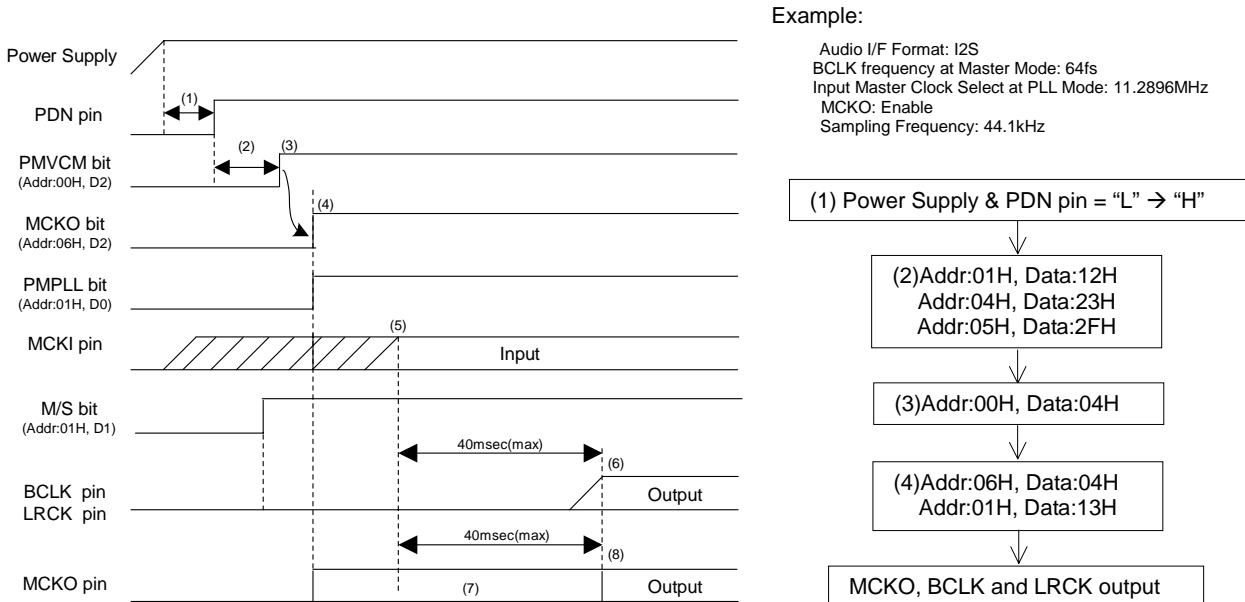 Example:
Audio I/F Format: I2S
BCLK frequency at Master Mode: 64fs
Input Master Clock Select at PLL Mode: 11.2896MHz
MCKO: Enable
Sampling Frequency: 44.1kHz
Power Supply
(1)
PDN pin
(2)
(3)
PMVCM bit
(Addr:00H, D2)
(4)
MCKO bit
(Addr:06H, D2)
PMPLL bit
(Addr:01H, D0)
(5)
MCKI pin
Input
M/S bit
(Addr:01H, D1)
40msec(max)
(6)
BCLK pin
LRCK pin
Output
40msec(max)
(8)
MCKO pin
(7)
Output
(1) Power Supply & PDN pin = “L” → “H”
(2)Addr:01H, Data:12H
Addr:04H, Data:23H
Addr:05H, Data:2FH
(3)Addr:00H, Data:04H
(4)Addr:06H, Data:04H
Addr:01H, Data:13H
MCKO, BCLK and LRCK output